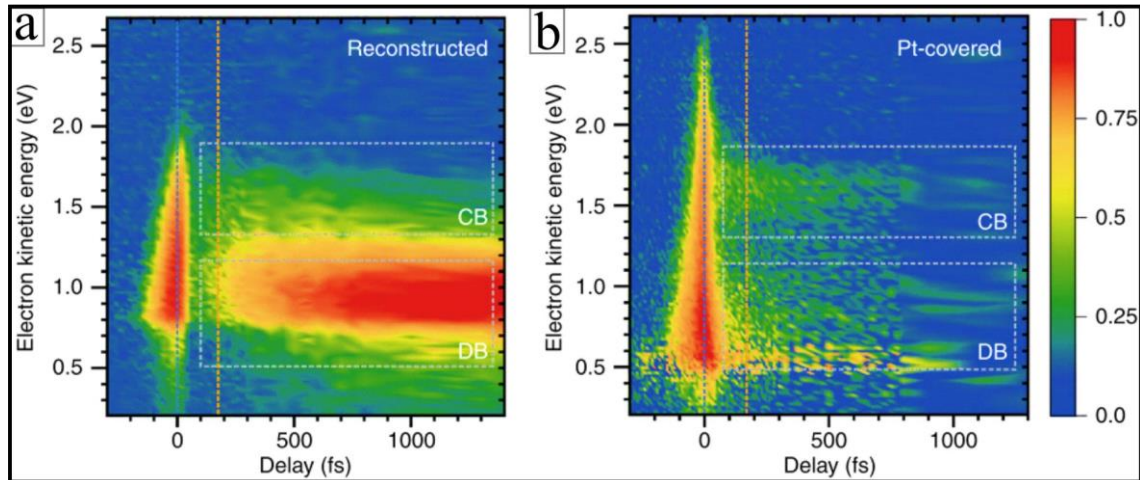 a
Reconstructed
2.5
2.0
1.5
1.0
0.5
Electron kinetic energy (eV)
CB
DB
0
500
1000
Delay (fs)
b
Pt-covered
2.5
2.0
1.5
1.0
0.5
Electron kinetic energy (eV)
CB
DB
0
500
1000
Delay (fs)
1.0
0.75
0.5
0.25
0.0